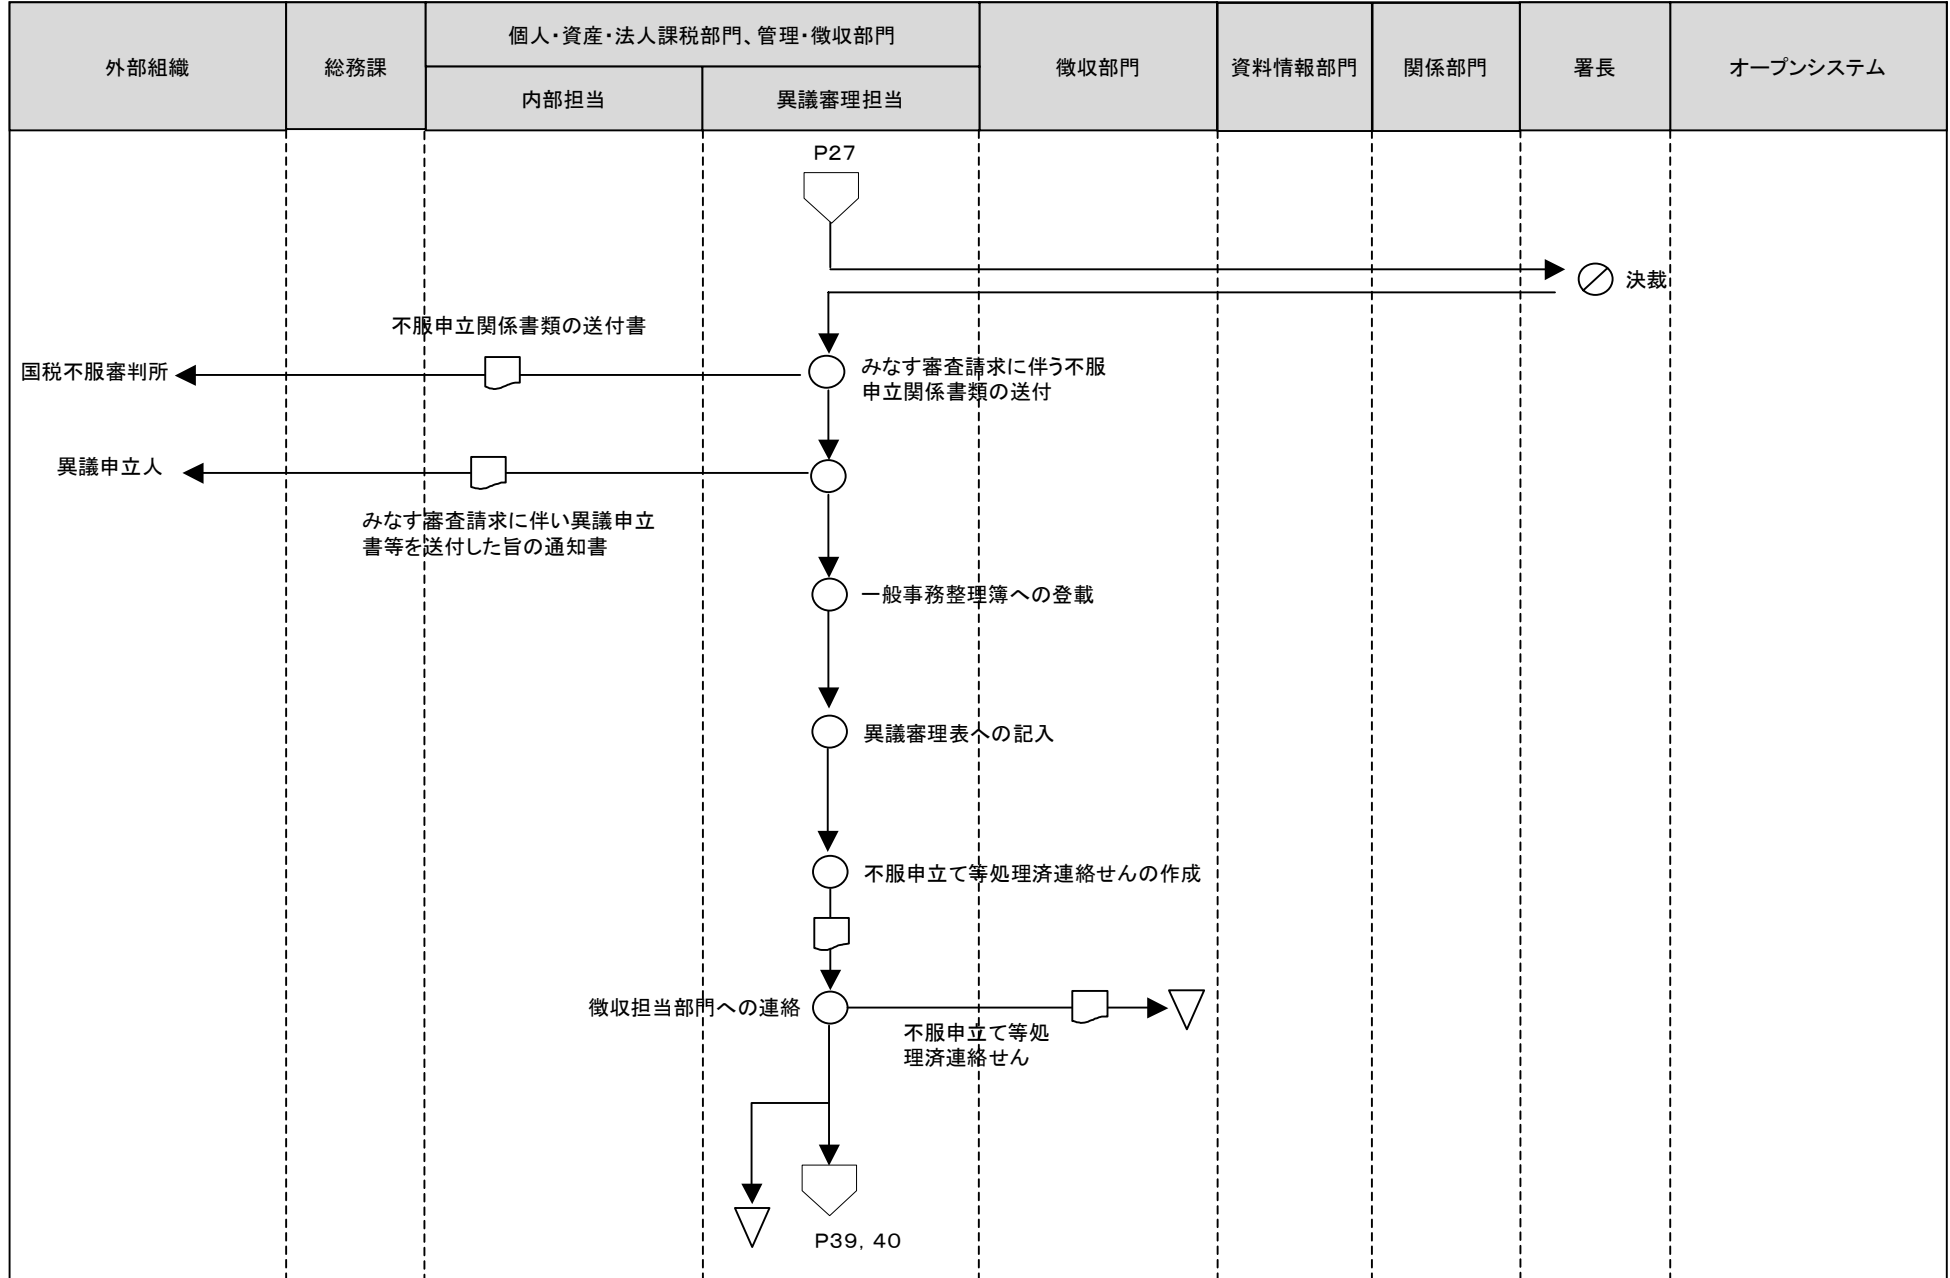 外部組織
総務課
個人・資産・法人課税部門、管理・徴収部門
内部担当
異議審理担当
徴収部門
資料情報部門
関係部門
署長
オープンシステム
P27
決裁
不服申立関係書類の送付書
国税不服審判所
みなす審査請求に伴う不服
申立関係書類の送付
異議申立人
みなす審査請求に伴い異議申立
書等を送付した旨の通知書
一般事務整理簿への登載
異議審理表への記入
不服申立て等処理済連絡せんの作成
徴収担当部門への連絡
不服申立て等処
理済連絡せん
P39, 40